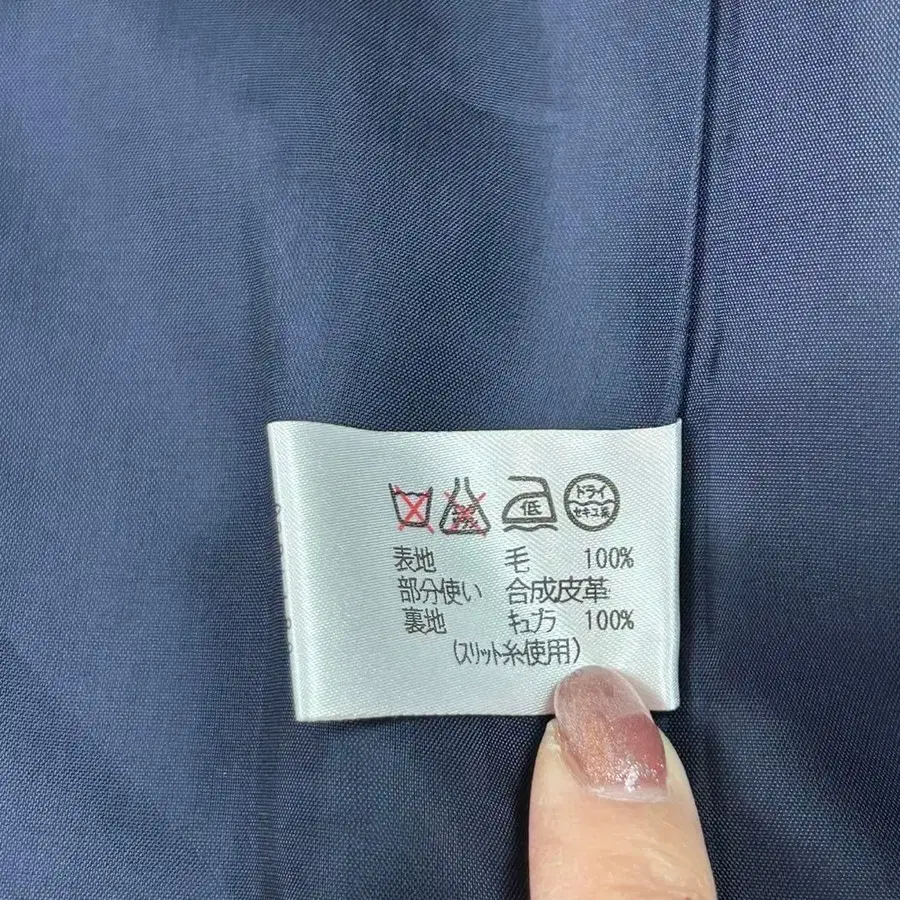 低 ドライ セキユ系
表地 毛 100%
部分使い 合成皮革
裏地 キュプラ 100%
(スリット糸使用)